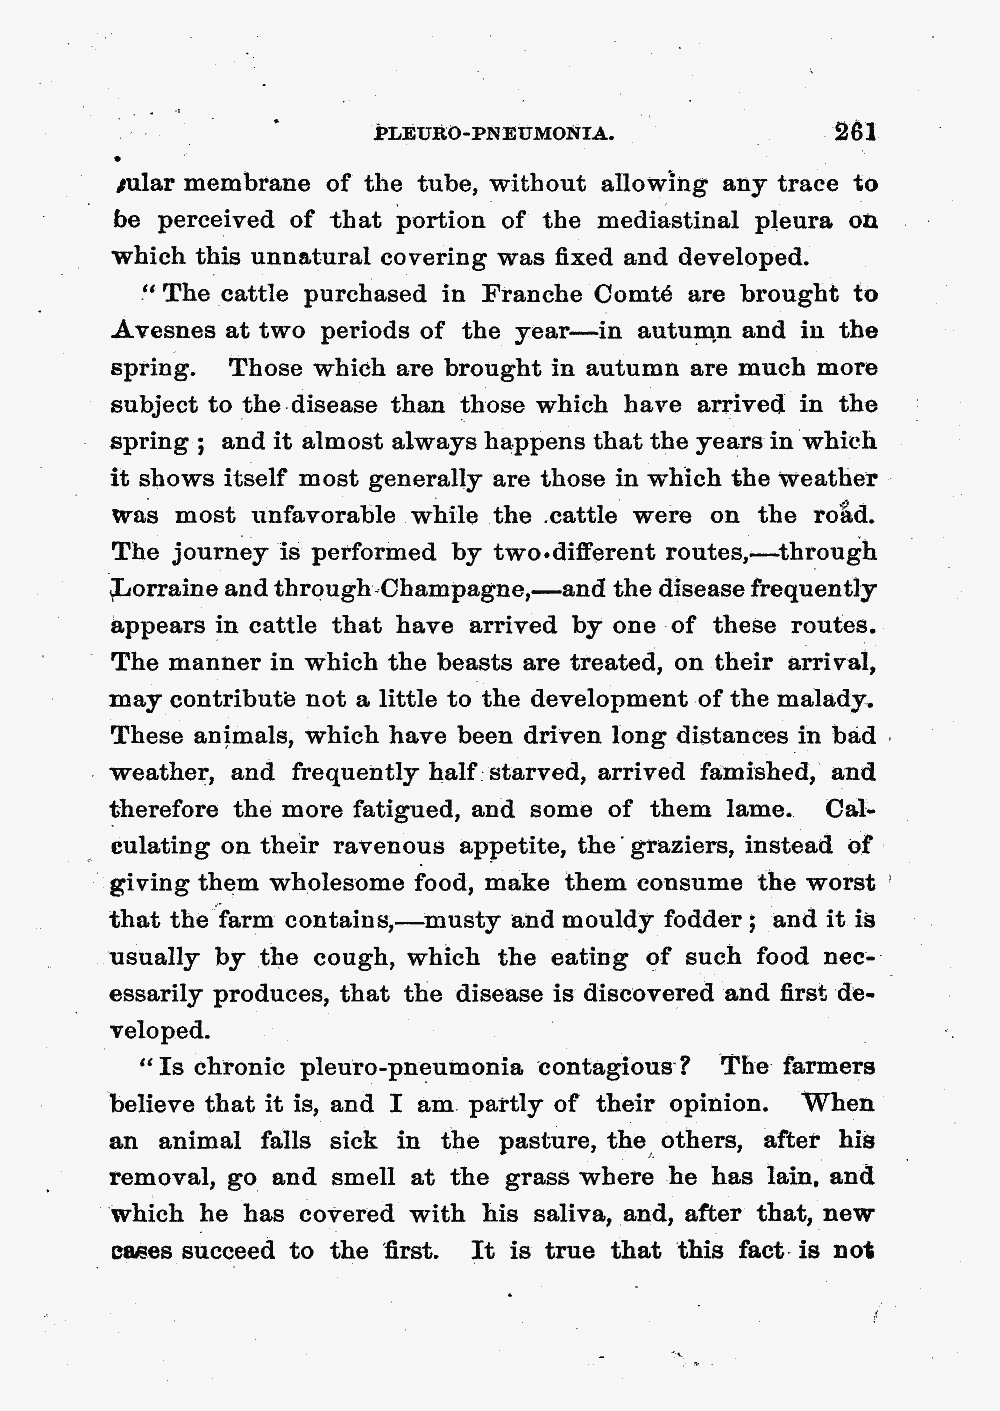 PLEURO-PNEUMONIA. 261
ular membrane of the tube, without allowing any trace to
be perceived of that portion of the mediastinal pleura on
which this unnatural covering was fixed and developed.
“The cattle purchased in Franche Comté are brought to
Avesnes at two periods of the year—in autumn and in the
spring. Those which are brought in autumn are much more
subject to the disease than those which have arrived in the
spring; and it almost always happens that the years in which
it shows itself most generally are those in which the weather
was most unfavorable while the cattle were on the road.
The journey is performed by two different routes,—through
Lorraine and through Champagne,—and the disease frequently
appears in cattle that have arrived by one of these routes.
The manner in which the beasts are treated, on their arrival,
may contribute not a little to the development of the malady.
These animals, which have been driven long distances in bad
weather, and frequently half starved, arrived famished, and
therefore the more fatigued, and some of them lame. Cal-
culating on their ravenous appetite, the graziers, instead of
giving them wholesome food, make them consume the worst
that the farm contains,—musty and mouldy fodder; and it is
usually by the cough, which the eating of such food nec-
essarily produces, that the disease is discovered and first de-
veloped.
“Is chronic pleuro-pneumonia contagious? The farmers
believe that it is, and I am partly of their opinion. When
an animal falls sick in the pasture, the others, after his
removal, go and smell at the grass where he has lain, and
which he has covered with his saliva, and, after that, new
cases succeed to the first. It is true that this fact is not